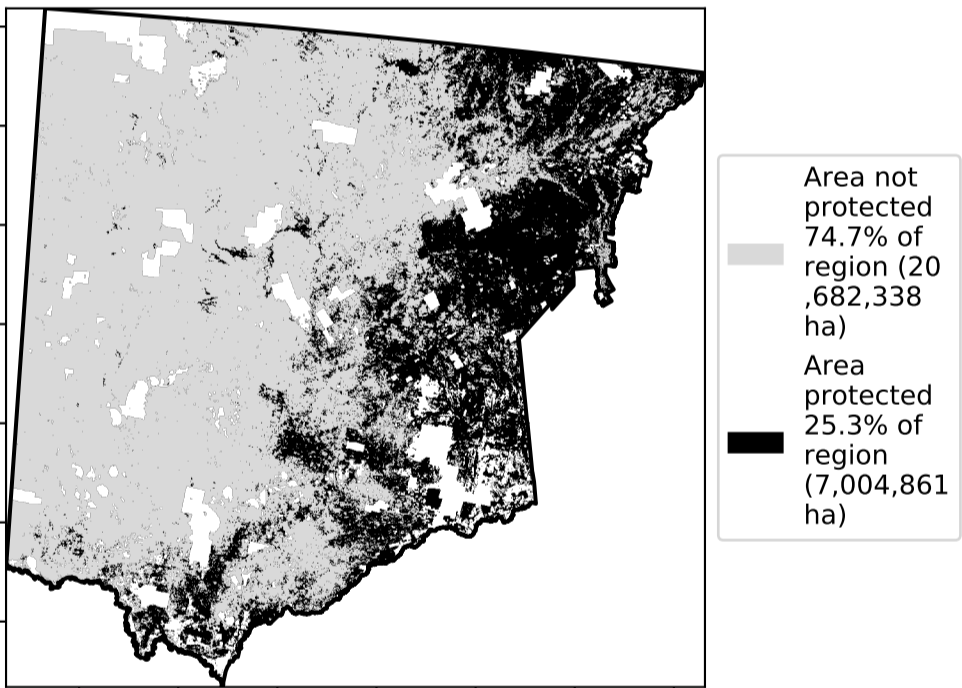 Area not
protected
74.7% of
region (20
,682,338
ha)
Area
protected
25.3% of
region
(7,004,861
ha)